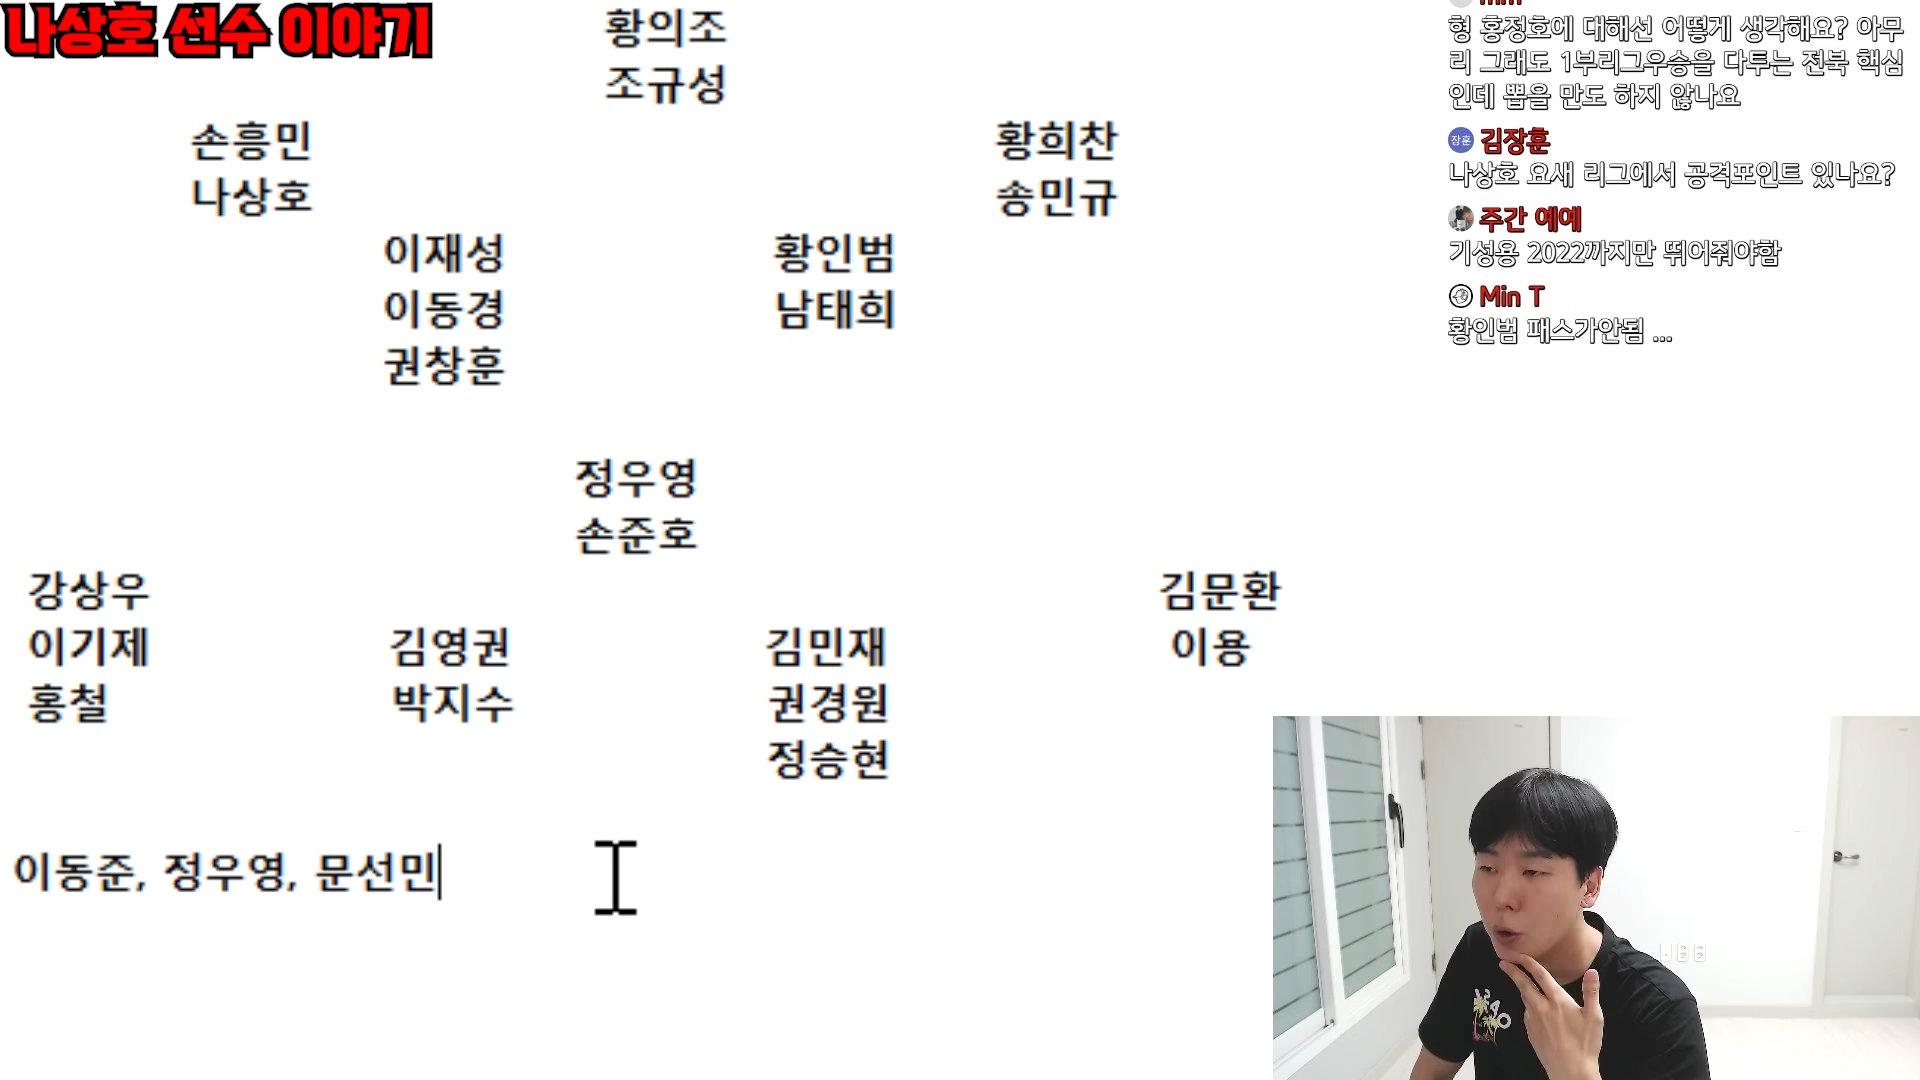 나상호 선수 이야기
황의조
조규성
손흥민
나상호
황희찬
송민규
이재성
이동경
권창훈
황인범
남태희
정우영
손준호
강상우
이기제
홍철
김영권
박지수
김민재
권경원
정승현
김문환
이용
이동준, 정우영, 문선민
형 홍정호에 대해선 어떻게 생각해요? 아무
리 그래도 1부리그우승을 다투는 전북 핵심
인데 뽑을 만도 하지 않나요
장훈 김장훈
나상호 요새 리그에서 공격포인트 있나요?
주간 예예
기성용 2022까지만 뛰어줘야함
Min T
황인범 패스가안됨 ...